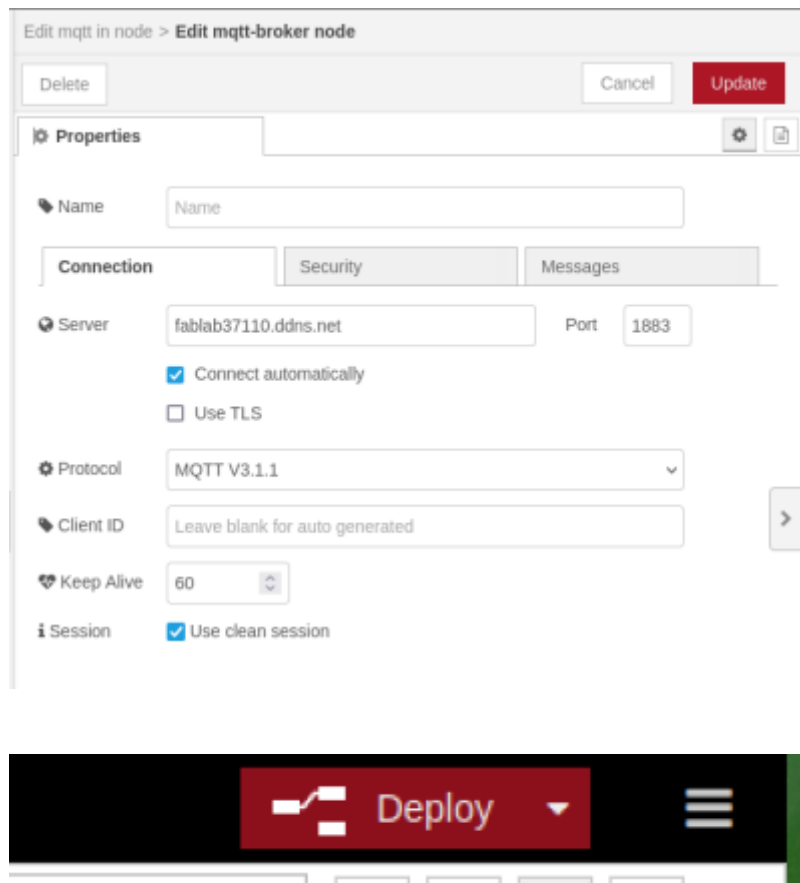 Edit mqtt in node > Edit mqtt-broker node
Delete Cancel Update
Properties
Name Name
Connection Security Messages
Server fablab37110.ddns.net Port 1883
Connect automatically
Use TLS
Protocol MQTT V3.1.1
Client ID Leave blank for auto generated
Keep Alive 60
Session Use clean session
Deploy